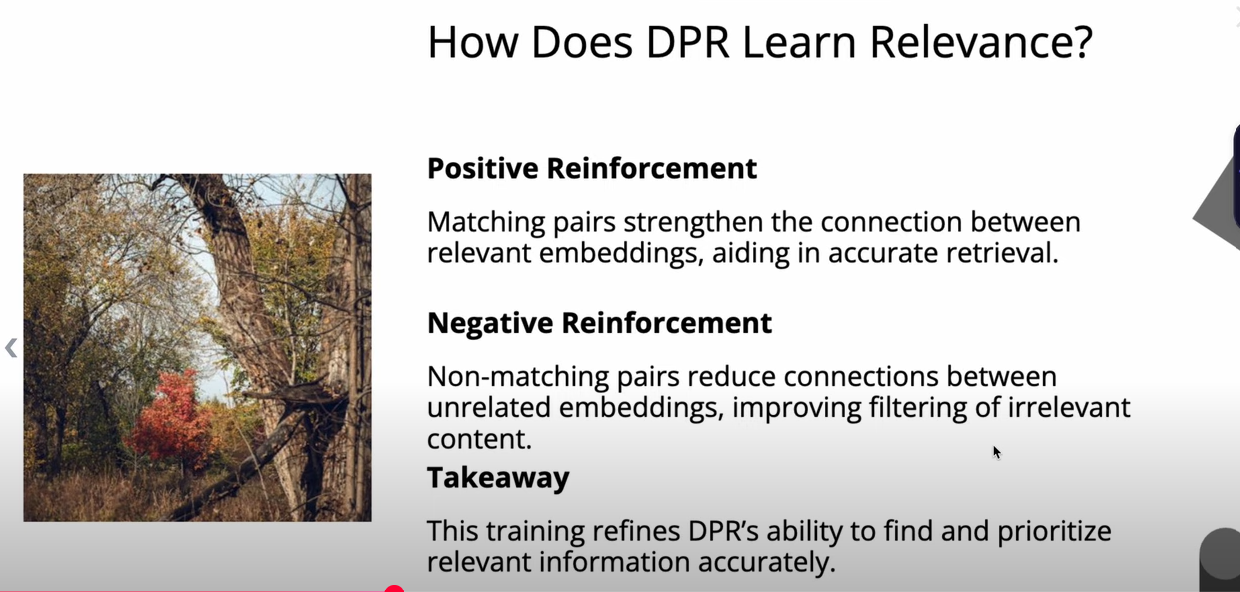 How Does DPR Learn Relevance?
Positive Reinforcement
Matching pairs strengthen the connection between
relevant embeddings, aiding in accurate retrieval.
Negative Reinforcement
Non-matching pairs reduce connections between
unrelated embeddings, improving filtering of irrelevant
content.
Takeaway
This training refines DPR’s ability to find and prioritize
relevant information accurately.